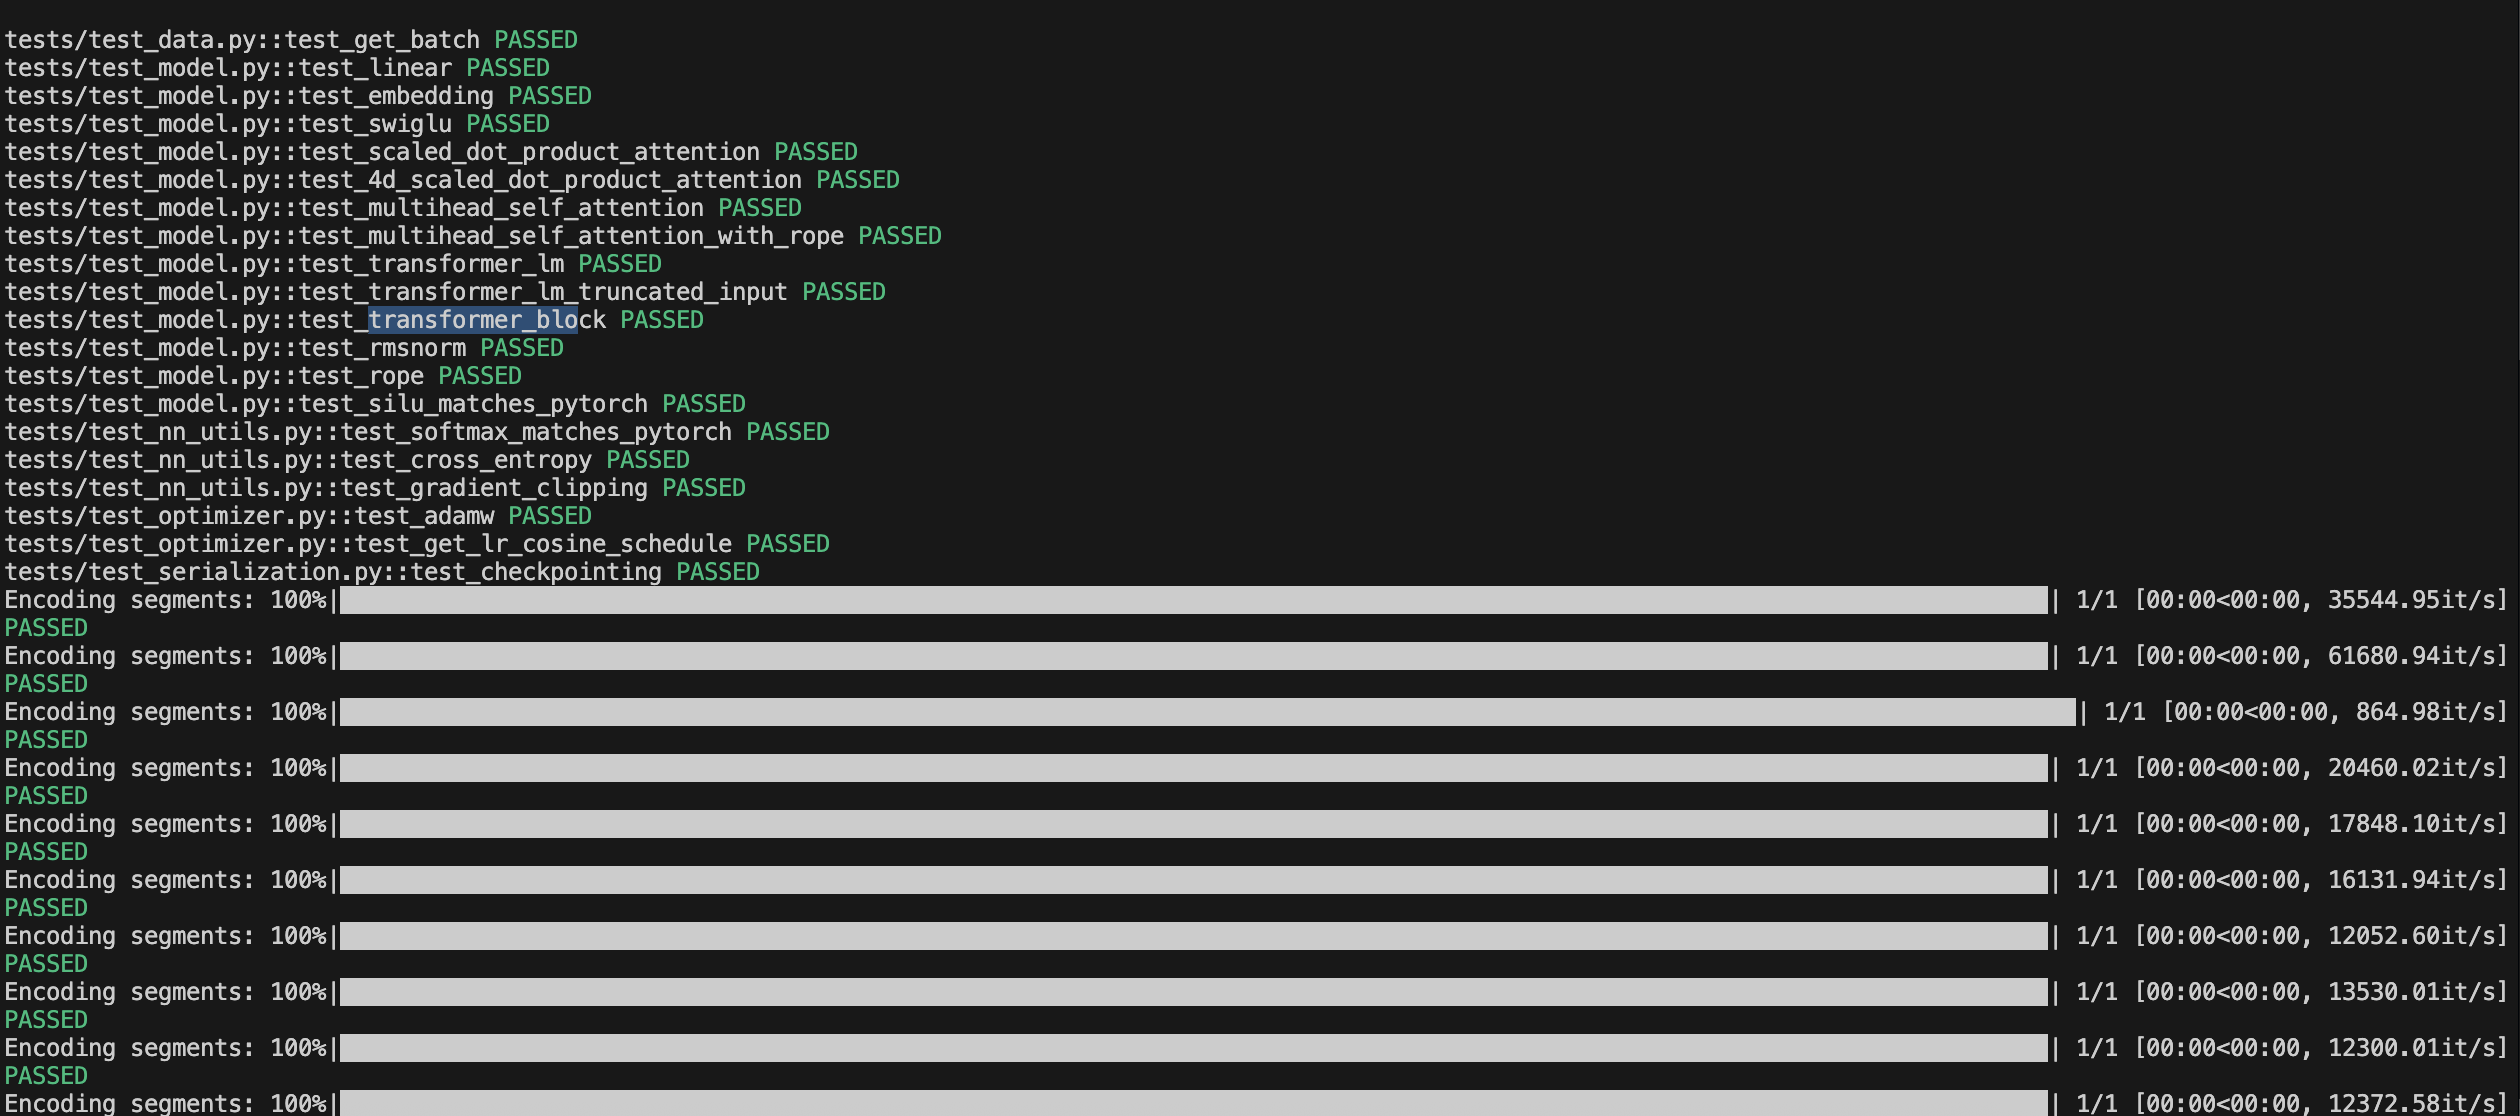 tests/test_data.py::test_get_batch PASSED
tests/test_model.py::test_linear PASSED
tests/test_model.py::test_embedding PASSED
tests/test_model.py::test_swiglu PASSED
tests/test_model.py::test_scaled_dot_product_attention PASSED
tests/test_model.py::test_4d_scaled_dot_product_attention PASSED
tests/test_model.py::test_multihead_self_attention PASSED
tests/test_model.py::test_multihead_self_attention_with_rope PASSED
tests/test_model.py::test_transformer_lm PASSED
tests/test_model.py::test_transformer_lm_truncated_input PASSED
tests/test_model.py::test_transformer_block PASSED
tests/test_model.py::test_rmsnorm PASSED
tests/test_model.py::test_rope PASSED
tests/test_model.py::test_silu_matches_pytorch PASSED
tests/test_nn_utils.py::test_softmax_matches_pytorch PASSED
tests/test_nn_utils.py::test_cross_entropy PASSED
tests/test_nn_utils.py::test_gradient_clipping PASSED
tests/test_optimizer.py::test_adamw PASSED
tests/test_optimizer.py::test_get_lr_cosine_schedule PASSED
tests/test_serialization.py::test_checkpointing PASSED
Encoding segments: 100%| | 1/1 [00:00<00:00, 35544.95it/s]
PASSED
Encoding segments: 100%| | 1/1 [00:00<00:00, 61680.94it/s]
PASSED
Encoding segments: 100%| | 1/1 [00:00<00:00, 864.98it/s]
PASSED
Encoding segments: 100%| | 1/1 [00:00<00:00, 20460.02it/s]
PASSED
Encoding segments: 100%| | 1/1 [00:00<00:00, 17848.10it/s]
PASSED
Encoding segments: 100%| | 1/1 [00:00<00:00, 16131.94it/s]
PASSED
Encoding segments: 100%| | 1/1 [00:00<00:00, 12052.60it/s]
PASSED
Encoding segments: 100%| | 1/1 [00:00<00:00, 13530.01it/s]
PASSED
Encoding segments: 100%| | 1/1 [00:00<00:00, 12300.01it/s]
PASSED
Encoding segments: 100%| | 1/1 [00:00<00:00, 12372.58it/s]